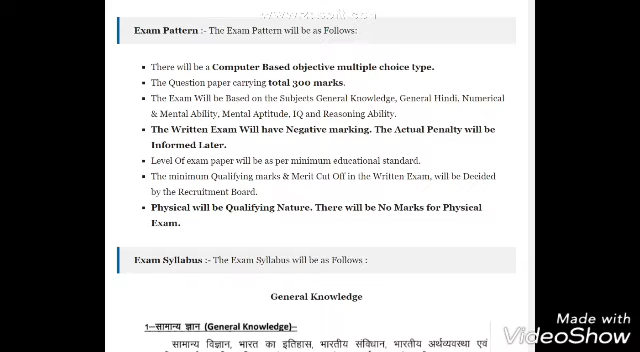 Exam Pattern :- The Exam Pattern will be as Follows:
There will be a Computer Based objective multiple choice type.
The Question paper carrying total 300 marks.
The Exam Will be Based on the Subjects General Knowledge, General Hindi, Numerical
& Mental Ability, Mental Aptitude, IQ and Reasoning Ability.
The Written Exam Will have Negative marking. The Actual Penalty will be
Informed Later.
Level Of exam paper will be as per minimum educational standard.
The minimum Qualifying marks & Merit Cut Off in the Written Exam, will be Decided
by the Recruitment Board.
Physical will be Qualifying Nature. There will be No Marks for Physical
Exam.
Exam Syllabus :- The Exam Syllabus will be as Follows :
General Knowledge
1–सामान्य ज्ञान (General Knowledge)–
सामान्य विज्ञान, भारत का इतिहास, भारतीय संविधान, भारतीय अर्थव्यवस्था एवं
Made with
VideoShow